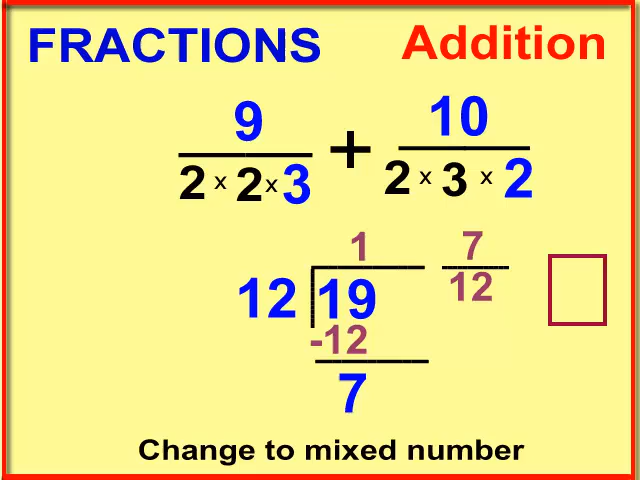 FRACTIONS Addition
9 + 10
2 x 2 x 3 2 x 3 x 2
1 7
12 19 12
-12
7
Change to mixed number